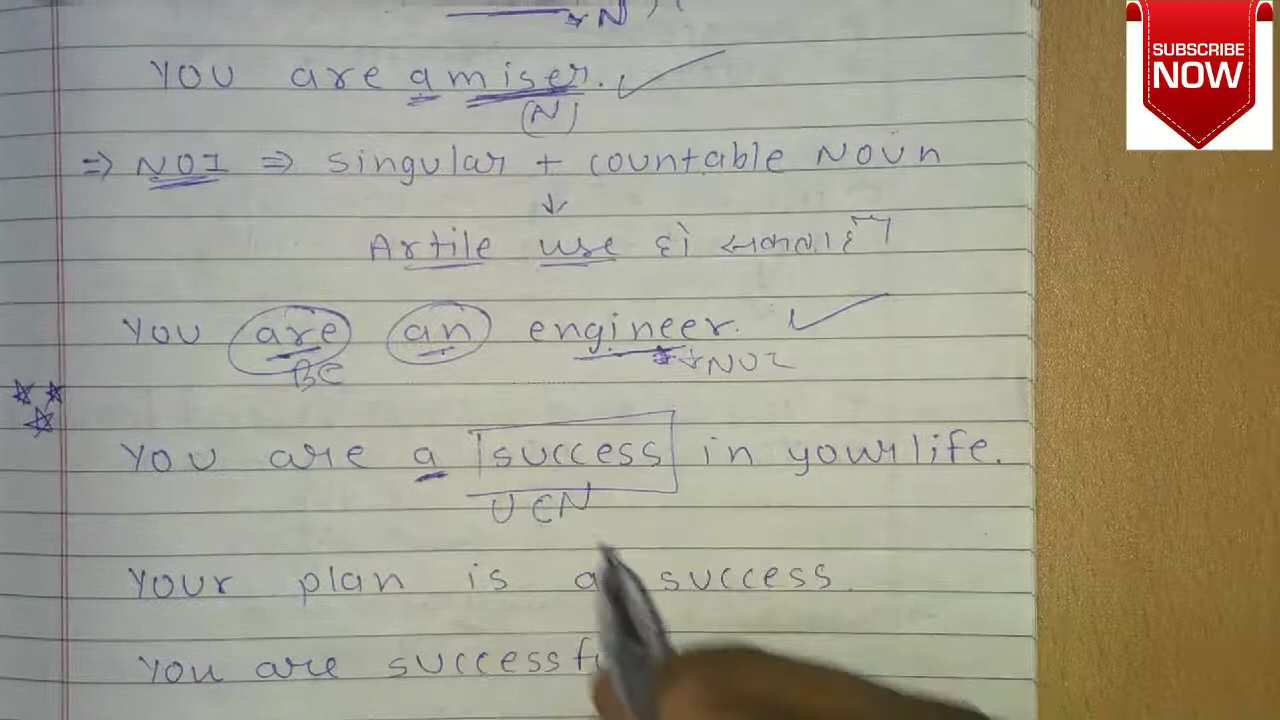 N
YOU are a miser.
(N)
⇒ NO1 ⇒ singular + countable NOUN
Artile use
YOU are an engineer.
BE
NO2
YOU are a success in your life.
UCN
YOUR plan is a success.
YOU are successf
SUBSCRIBE
NOW